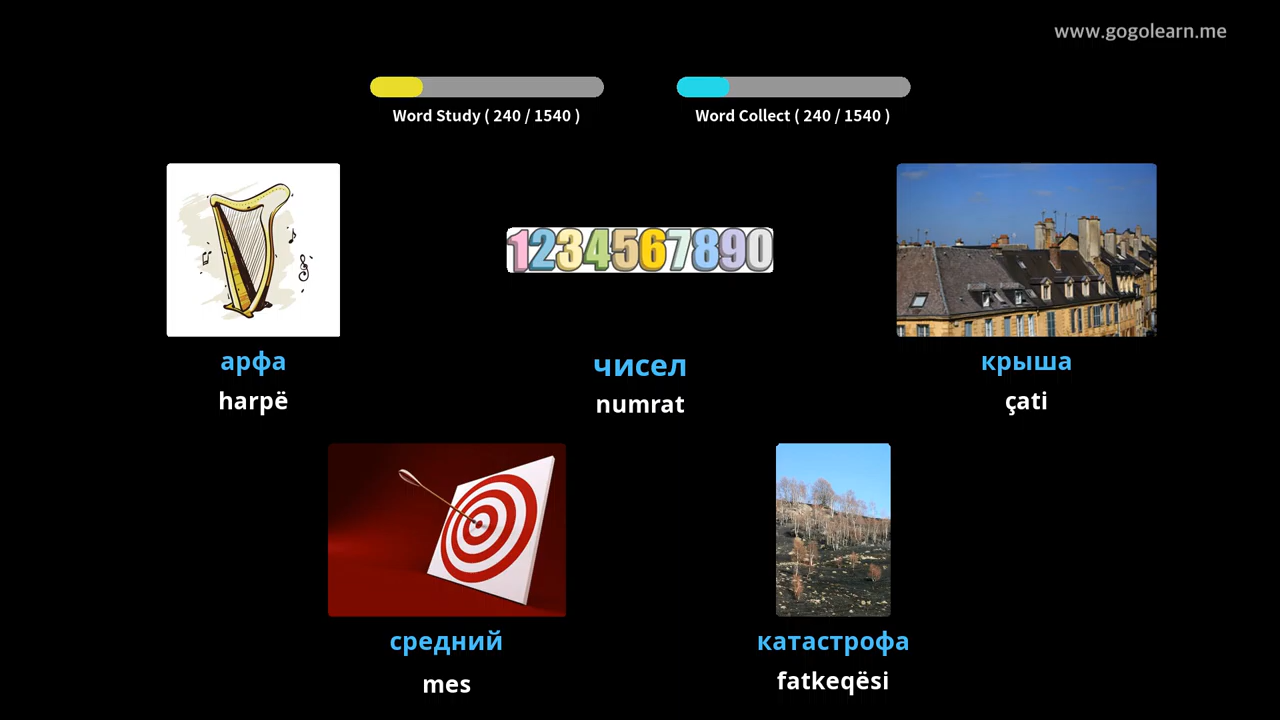 www.gogolearn.me
Word Study ( 240 / 1540 )
Word Collect ( 240 / 1540 )
1234567890
арфа
harpë
чисел
numrat
крыша
çati
средний
mes
катастрофа
fatkeqësi